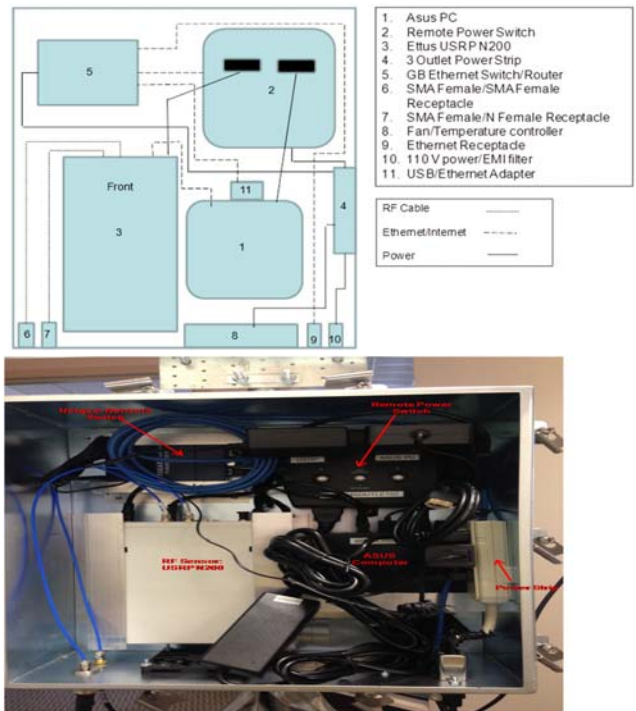 5
2
Front
3
11
1
4
6
7
8
9
10
1. Asus PC
2. Remote Power Switch
3. Ettus USRP N200
4. 3 Outlet Power Strip
5. GB Ethernet Switch/Router
6. SMA Female/SMA Female
Receptacle
7. SMA Female/N Female Receptacle
8. Fan/Temperature controller
9. Ethernet Receptacle
10. 110 V power/EMI filter
11. USB/Ethernet Adapter
RF Cable
Ethernet/Internet
Power
Switch
Remote Power
Switch
RF Sensor:
USRP N200
ASUS
Computer
Power Strip